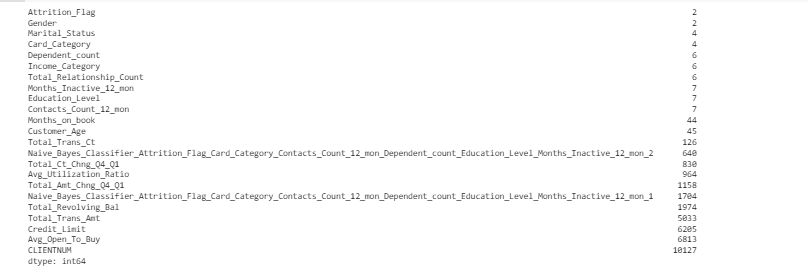 Attrition_Flag 2
Gender 2
Marital_Status 4
Card_Category 4
Dependent_count 6
Income_Category 6
Total_Relationship_Count 6
Months_Inactive_12_mon 7
Education_Level 7
Contacts_Count_12_mon 7
Months_on_book 44
Customer_Age 45
Total_Trans_Ct 126
Naive_Bayes_Classifier_Attrition_Flag_Card_Category_Contacts_Count_12_mon_Dependent_count_Education_Level_Months_Inactive_12_mon_2 640
Total_Ct_Chng_Q4_Q1 830
Avg_Utilization_Ratio 964
Total_Amt_Chng_Q4_Q1 1158
Naive_Bayes_Classifier_Attrition_Flag_Card_Category_Contacts_Count_12_mon_Dependent_count_Education_Level_Months_Inactive_12_mon_1 1704
Total_Revolving_Bal 1974
Total_Trans_Amt 5033
Credit_Limit 6205
Avg_Open_To_Buy 6813
CLIENTNUM 10127
dtype: int64